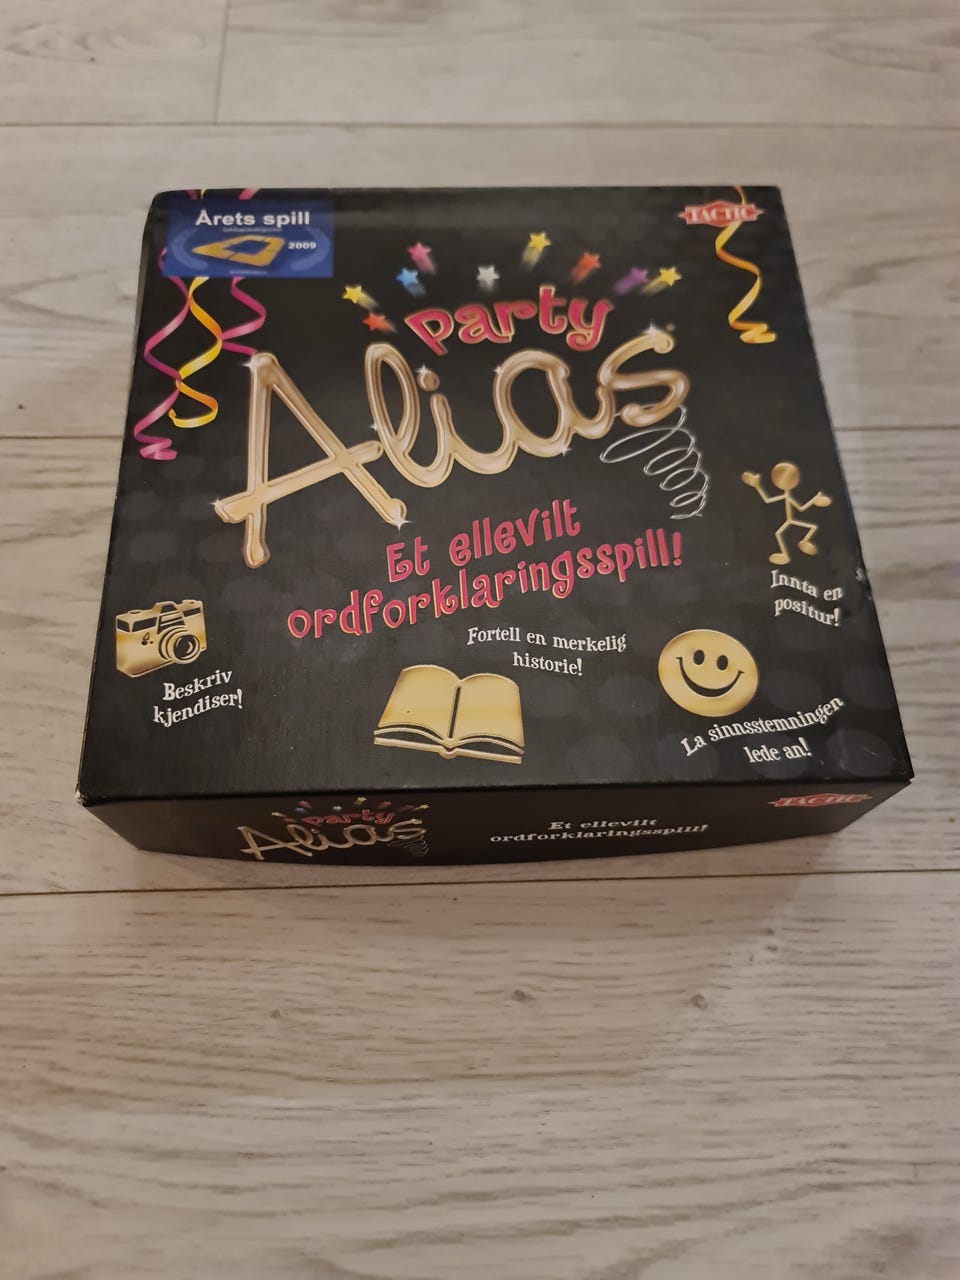 Årets spill
2009
TACTIC
Party
Alias
Et ellevilt
ordforklaringsspill!
Innta en
positur!
Fortell en merkelig
historie!
Beskriv
kjendiser!
La sinnsstemningen
lede an!
Party
Alias
Et ellevilt
ordforklaringsspill!
TACTIC